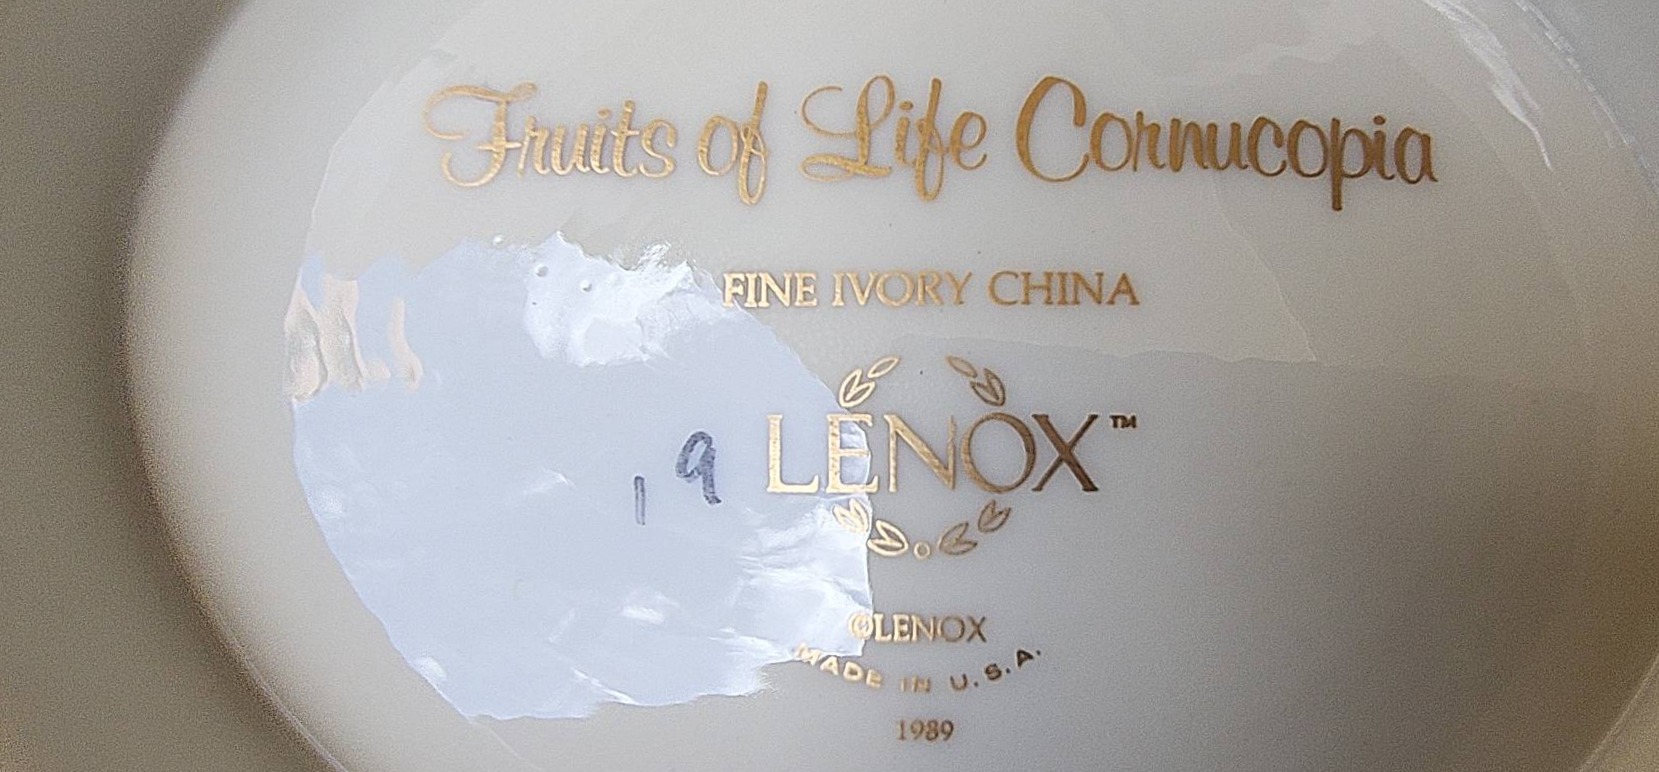 Fruits of Life Cornucopia
FINE IVORY CHINA
LENOX™
19
©LENOX
MADE IN U.S.A.
1989